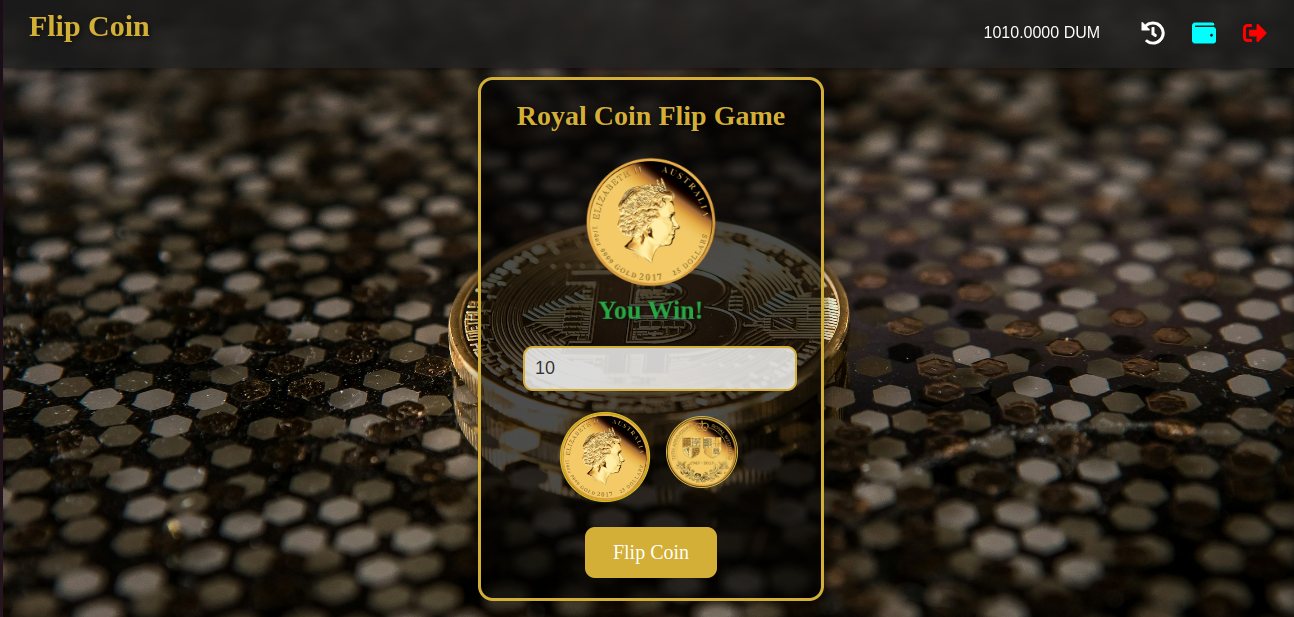 Flip Coin
1010.0000 DUM
Royal Coin Flip Game
ELIZABETH II AUSTRALIA
9999 GOLD 2017 25 DOLLARS
You Win!
10
Flip Coin